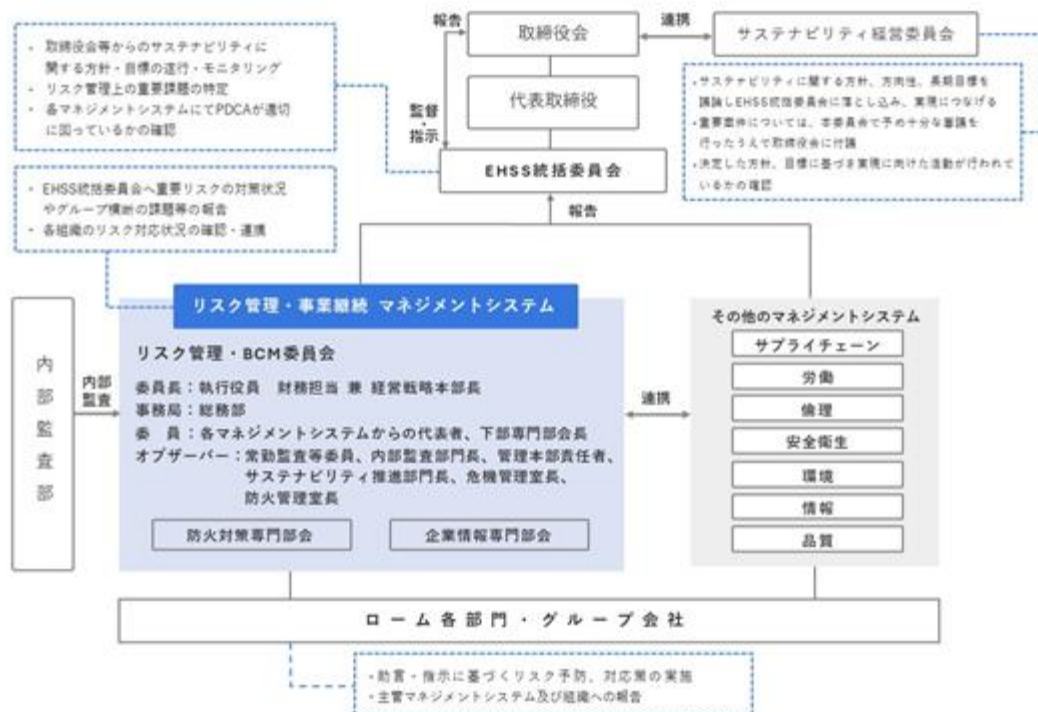 報告
取締役会
連携
サステナビリティ経営委員会
・ 取締役会等からのサステナビリティに
関する方針・目標の遂行・モニタリング
・ リスク管理上の重要課題の特定
・ 各マネジメントシステムにてPDCAが適切
に回っているかの確認
代表取締役
監督・指示
EHSS統括委員会
・サステナビリティに関する方針、方向性、長期目標を
議論しEHSS統括委員会に落とし込み、実現につなげる
・重要案件については、本委員会で予め十分な審議を
行ったうえで取締役会に付議
・決定した方針、目標に基づき実現に向けた活動が行われて
いるかの確認
・ EHSS統括委員会へ重要リスクの対策状況
やグループ横断の課題等の報告
・ 各組織のリスク対応状況の確認・連携
報告
内部監査部
内部
監査
リスク管理・事業継続 マネジメントシステム
リスク管理・BCM委員会
委員長：執行役員 財務担当 兼 経営戦略本部長
事務局：総務部
委 員：各マネジメントシステムからの代表者、下部専門部会長
オブザーバー：常勤監査等委員、内部監査部門長、管理本部責任者、
サステナビリティ推進部門長、危機管理室長、
防火管理室長
防火対策専門部会
企業情報専門部会
連携
その他のマネジメントシステム
サプライチェーン
労働
倫理
安全衛生
環境
情報
品質
ローム各部門・グループ会社
・助言・指示に基づくリスク予防、対応策の実施
・主管マネジメントシステム及び組織への報告